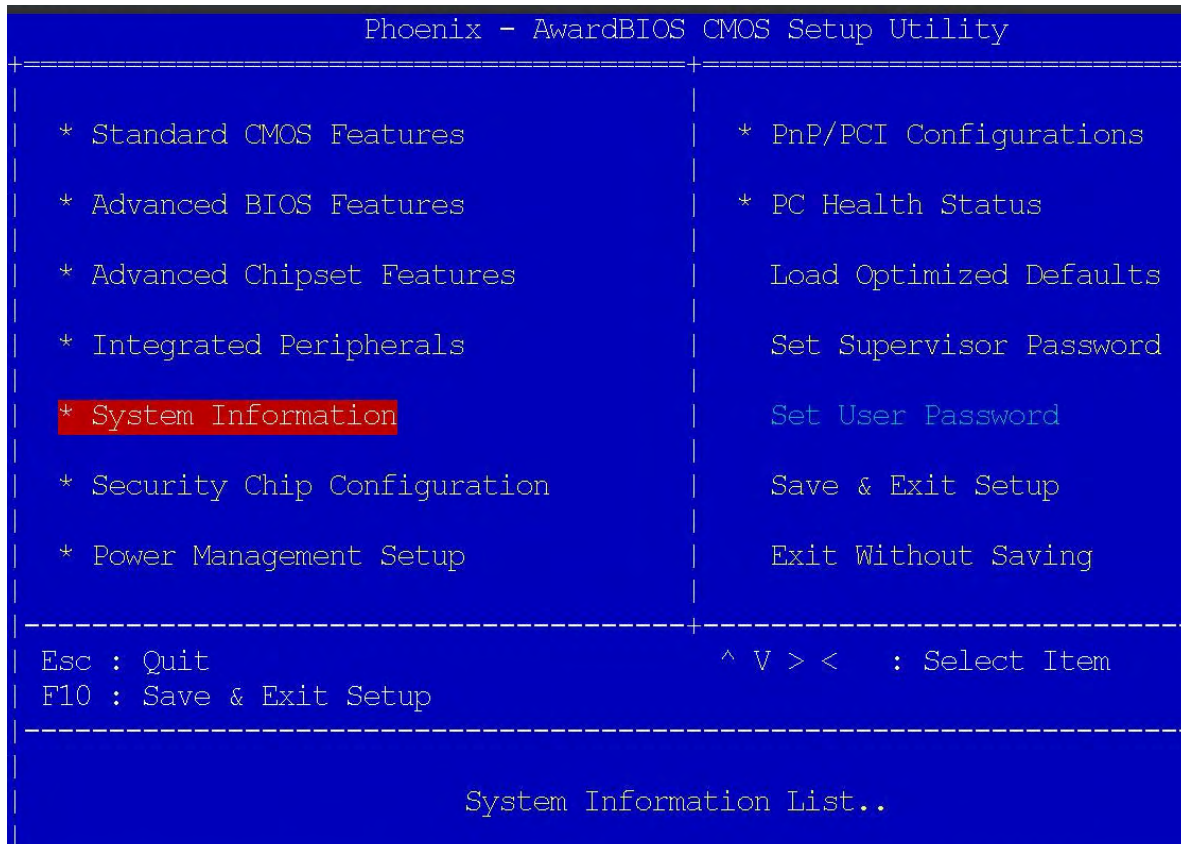 Phoenix - AwardBIOS CMOS Setup Utility
* Standard CMOS Features
* Advanced BIOS Features
* Advanced Chipset Features
* Integrated Peripherals
* System Information
* Security Chip Configuration
* Power Management Setup
* PnP/PCI Configurations
* PC Health Status
Load Optimized Defaults
Set Supervisor Password
Set User Password
Save & Exit Setup
Exit Without Saving
Esc : Quit
F10 : Save & Exit Setup
^ V > < : Select Item
System Information List..